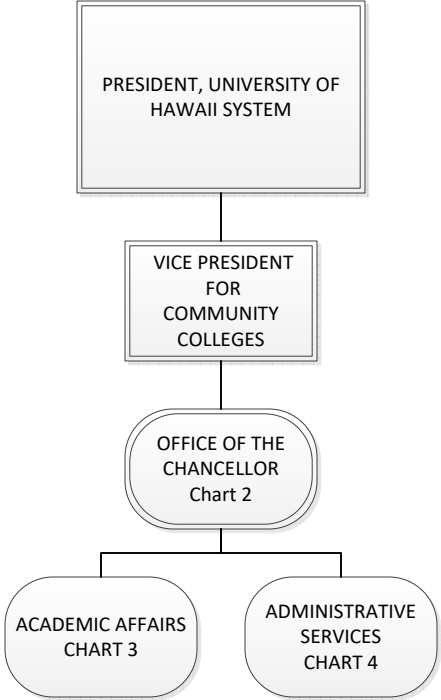 PRESIDENT, UNIVERSITY OF
HAWAII SYSTEM
VICE PRESIDENT
FOR
COMMUNITY
COLLEGES
OFFICE OF THE
CHANCELLOR
Chart 2
ACADEMIC AFFAIRS
CHART 3
ADMINISTRATIVE
SERVICES
CHART 4